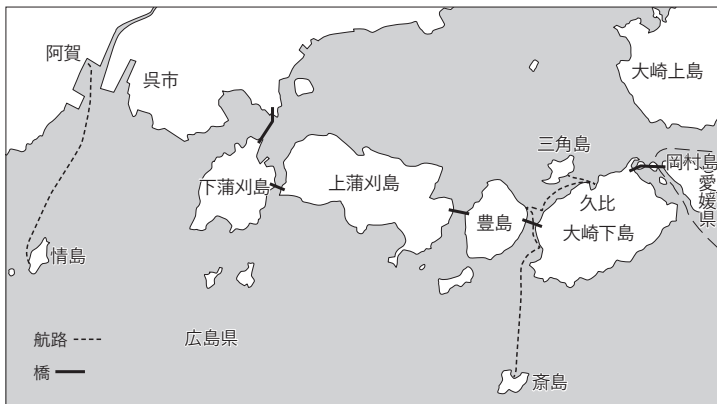 阿賀
呉市
大崎上島
三角島
岡村島
(愛媛県)
下蒲刈島
上蒲刈島
豊島
久比
大崎下島
情島
広島県
斎島
航路
橋